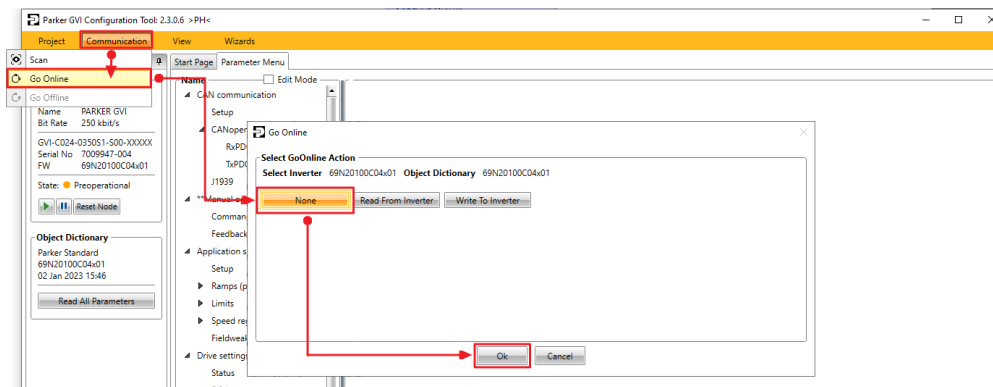 Parker GVI Configuration Tool: 2.3.0.6 >PH<
Project Communication View Wizards
Scan
Go Online
Go Offline
Start Page Parameter Menu
Name Edit Mode
Name PARKER GVI
Bit Rate 250 kbit/s
GVI-C024-0350S1-S00-XXXXX
Serial No 7009947-004
FW 69N20100C04x01
State: Preoperational
Reset Node
Object Dictionary
Parker Standard
69N20100C04x01
02 Jan 2023 15:46
Read All Parameters
CAN communication
Setup
CANoper
RxPD
TxPDO
J1939
**Manual o
Comman
Feedback
Application s
Setup
Ramps (p
Limits
Speed reg
Fieldweak
Drive settings
Status
Go Online
Select GoOnline Action
Select Inverter 69N20100C04x01 Object Dictionary 69N20100C04x01
None Read From Inverter Write To Inverter
Ok Cancel